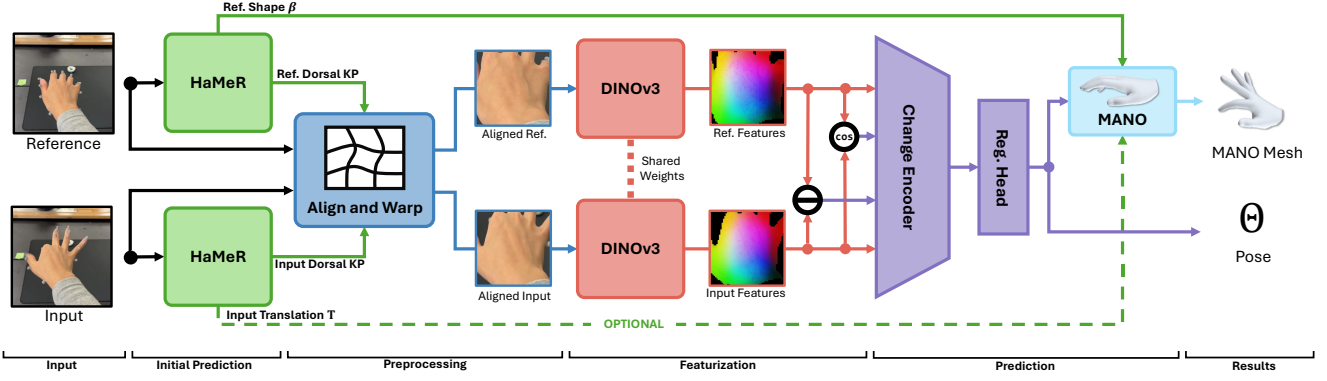 Ref. Shape β
HaMeR
Ref. Dorsal KP
Reference
Align and Warp
Aligned Ref.
DINOv3
Ref. Features
Shared
Weights
cos
Change Encoder
Reg. Head
MANO
MANO Mesh
HaMeR
Input Dorsal KP
Input
Input Translation T
Aligned Input
DINOv3
Input Features
OPTIONAL
Θ
Pose
Input
Initial Prediction
Preprocessing
Featurization
Prediction
Results